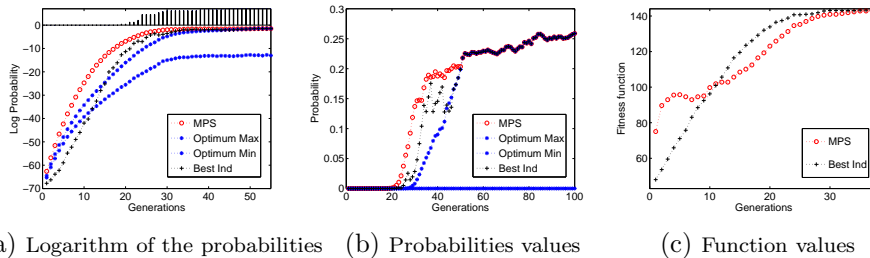 10
0
−10
−20
−30
−40
−50
−60
−70
Log Probability
0 10 20 30 40 50
Generations
MPS
Optimum Max
Optimum Min
Best Ind
0.3
0.25
0.2
0.15
0.1
0.05
0
Probability
0 20 40 60 80 100
Generations
MPS
Optimum Max
Optimum Min
Best Ind
140
120
100
80
60
Fitness function
0 10 20 30
Generations
MPS
Best Ind
a) Logarithm of the probabilities (b) Probabilities values (c) Function values